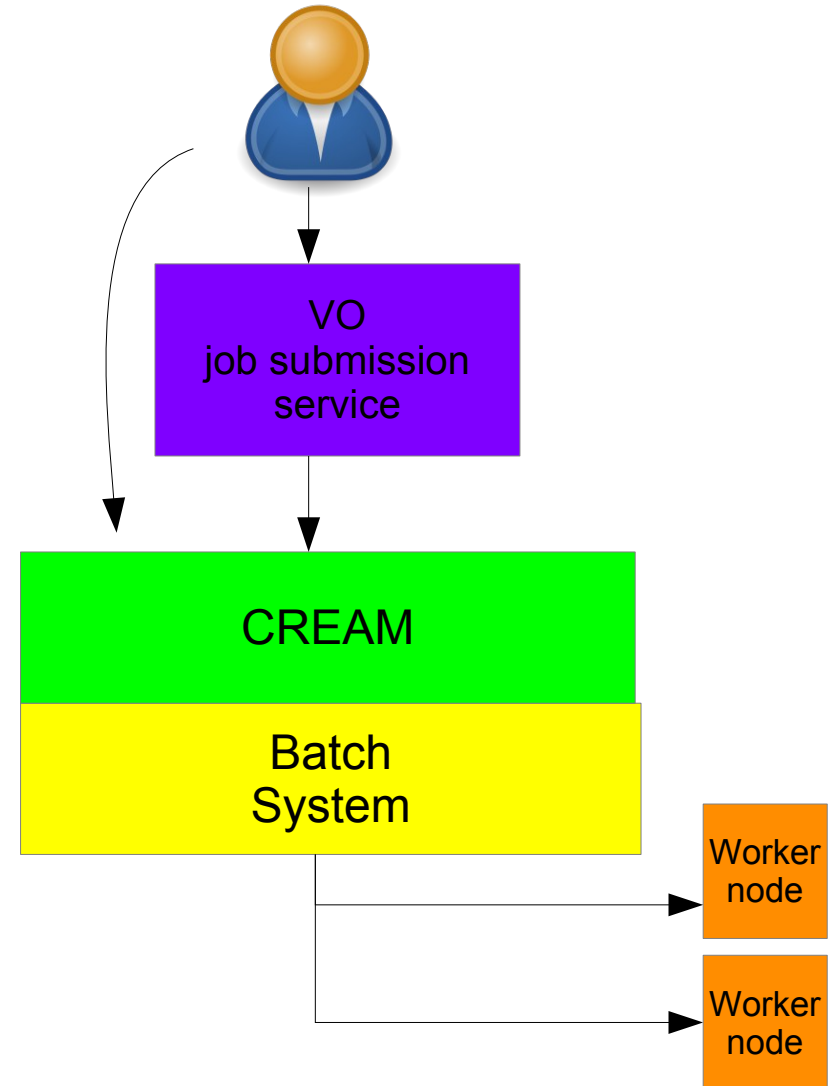 VO
job submission
service
CREAM
Batch
System
Worker
node
Worker
node